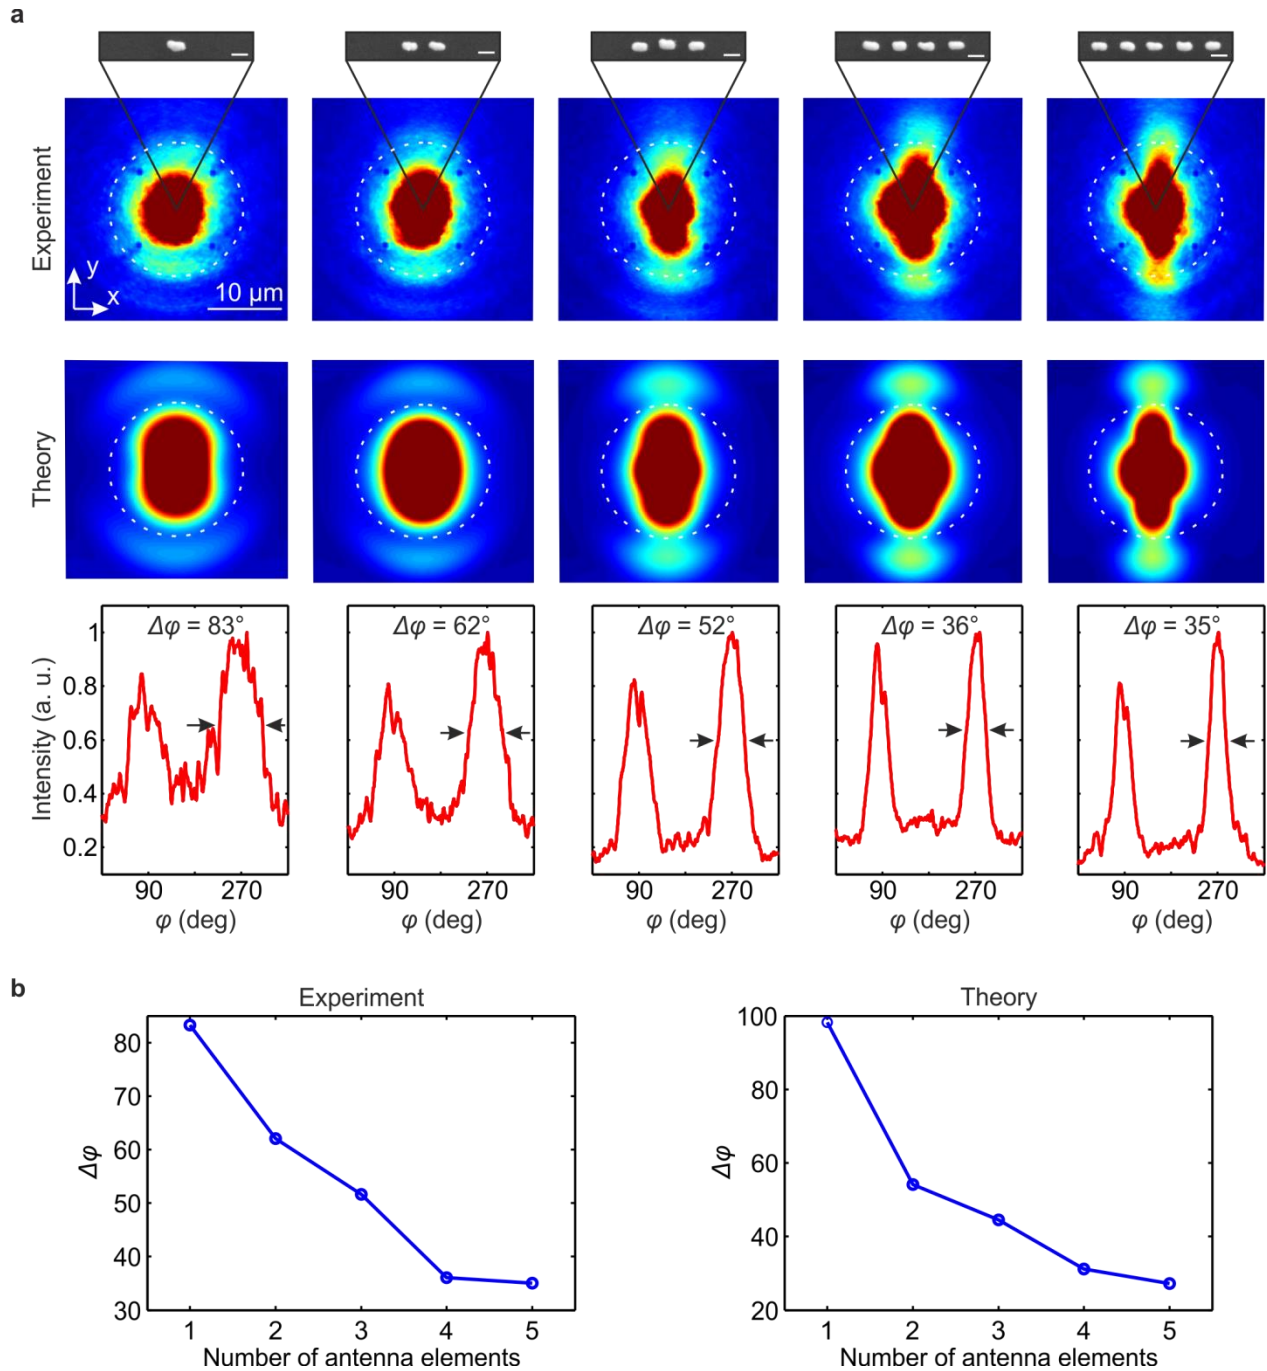 a
Experiment
y
x
10 μm
Theory
Intensity (a. u.)
1
0.8
0.6
0.4
0.2
Δφ = 83°
Δφ = 62°
Δφ = 52°
Δφ = 36°
Δφ = 35°
90 270
90 270
90 270
90 270
90 270
φ (deg)
φ (deg)
φ (deg)
φ (deg)
φ (deg)
b
Experiment
Δφ
80
70
60
50
40
30
1 2 3 4 5
Number of antenna elements
Theory
Δφ
100
80
60
40
20
1 2 3 4 5
Number of antenna elements